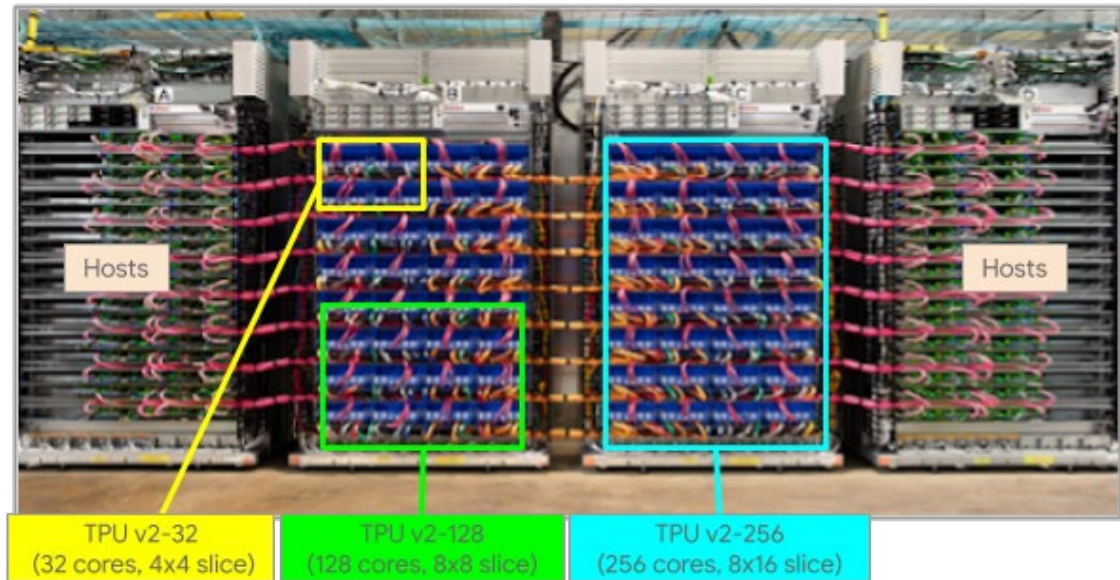 A
B
C
D
Hosts
Hosts
TPU v2-32
(32 cores, 4x4 slice)
TPU v2-128
(128 cores, 8x8 slice)
TPU v2-256
(256 cores, 8x16 slice)